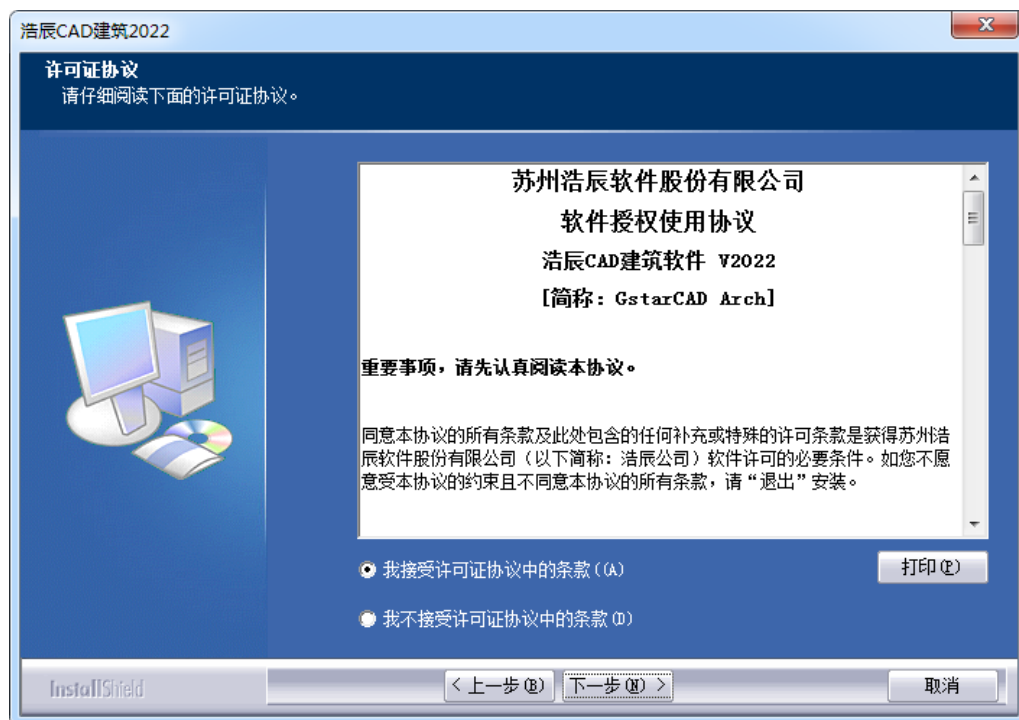 浩辰CAD建筑2022
许可证协议
请仔细阅读下面的许可证协议。
苏州浩辰软件股份有限公司
软件授权使用协议
浩辰CAD建筑软件 V2022
[简称: GstarCAD Arch]
重要事项，请先认真阅读本协议。
同意本协议的所有条款及此处包含的任何补充或特殊的许可条款是获得苏州浩
辰软件股份有限公司（以下简称：浩辰公司）软件许可的必要条件。如您不愿
意受本协议的约束且不同意本协议的所有条款，请“退出”安装。
我接受许可证协议中的条款((A)
打印(P)
我不接受许可证协议中的条款(D)
InstallShield
< 上一步(B)
下一步(N) >
取消